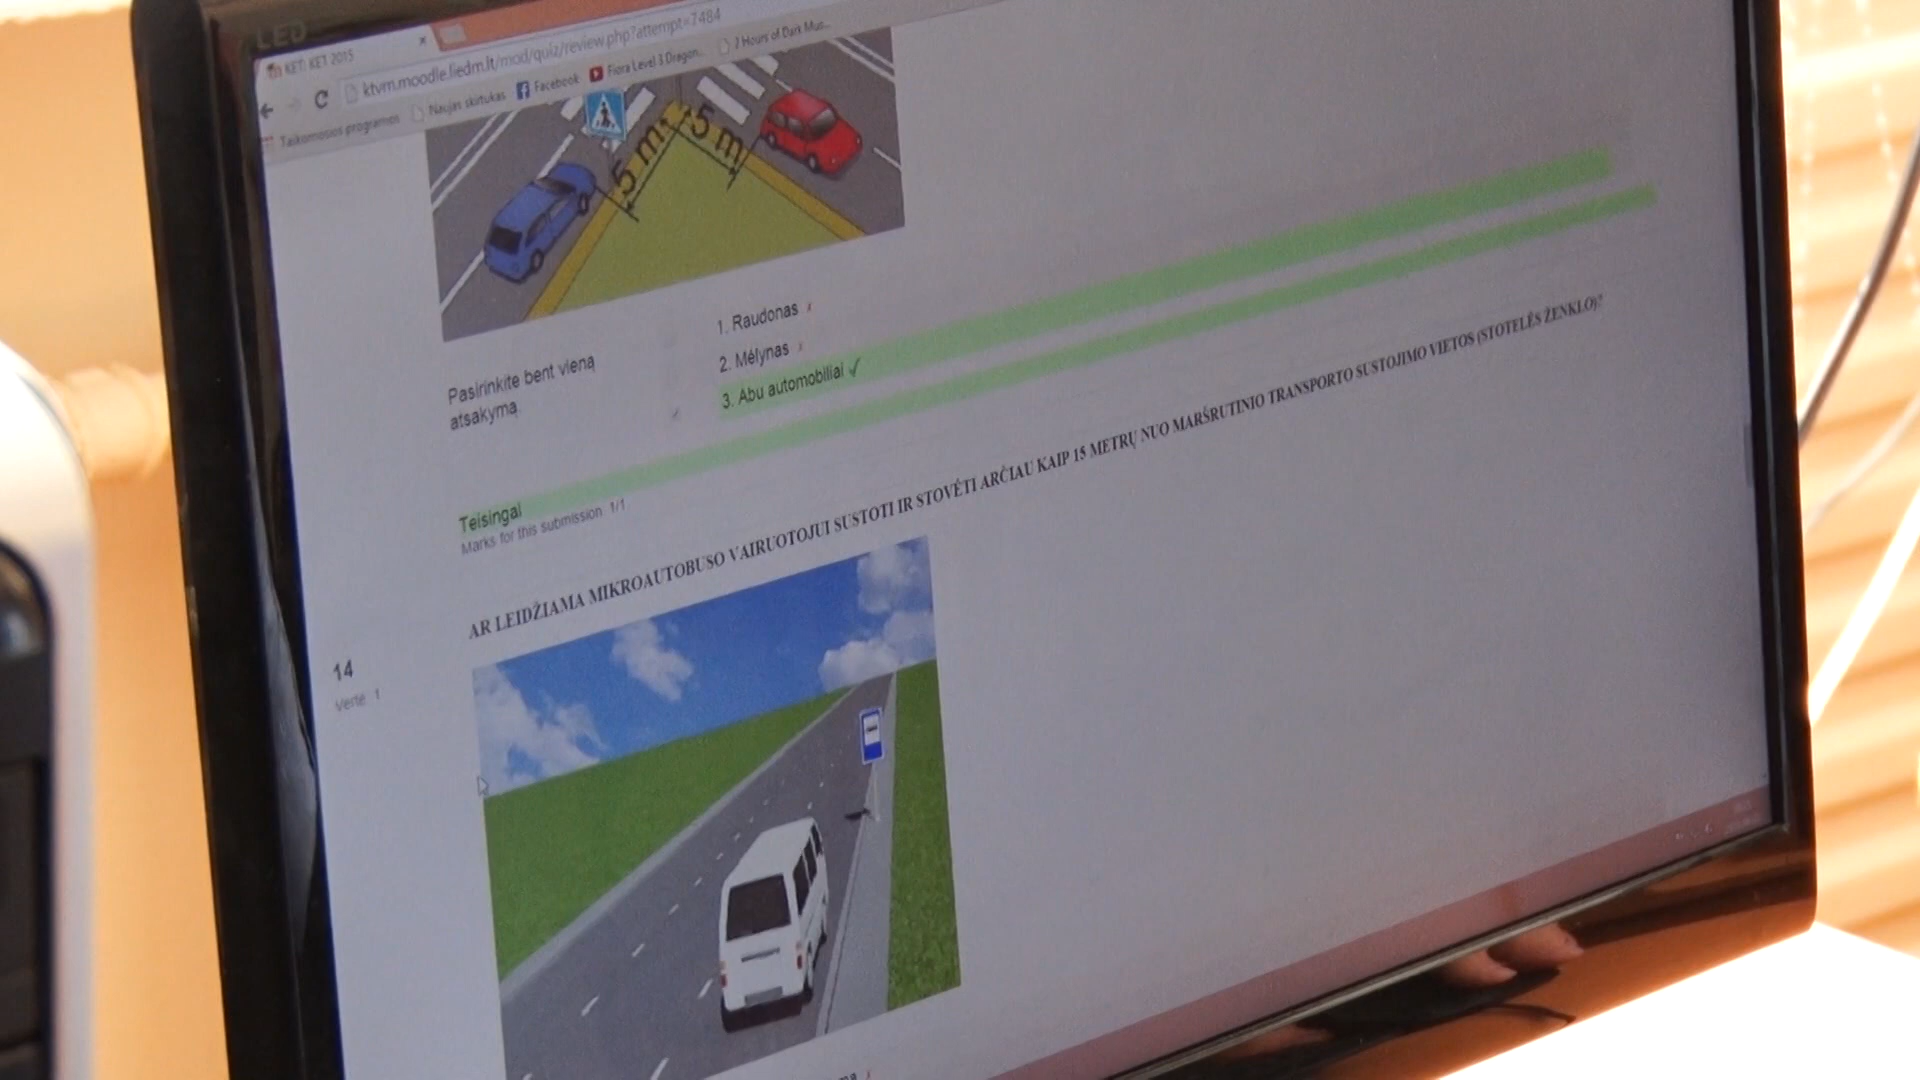 LED
KET: KET 2015
ktvm.moodle.liedm.lt/mod/quiz/review.php?attempt=7484
Taikomosios programos
Naujas skirtukas
Facebook
Fiora Level 3 Dragon...
2 Hours of Dark Mus...
5 m
5 m
Pasirinkite bent vieną
atsakymą
1. Raudonas
2. Mėlynas
3. Abu automobiliai
Teisingai
Marks for this submission: 1/1.
14
Vertė: 1
AR LEIDŽIAMA MIKROAUTOBUSO VAIRUOTOJUI SUSTOTI IR STOVĖTI ARČIAU KAIP 15 METRŲ NUO MARŠRUTINIO TRANSPORTO SUSTOJIMO VIETOS (STOTELĖS ŽENKLO)?